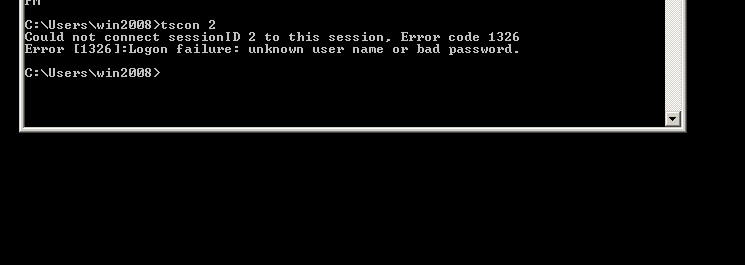 PM
C:\Users\win2008>tscon 2
Could not connect sessionID 2 to this session, Error code 1326
Error [1326]:Logon failure: unknown user name or bad password.
C:\Users\win2008>